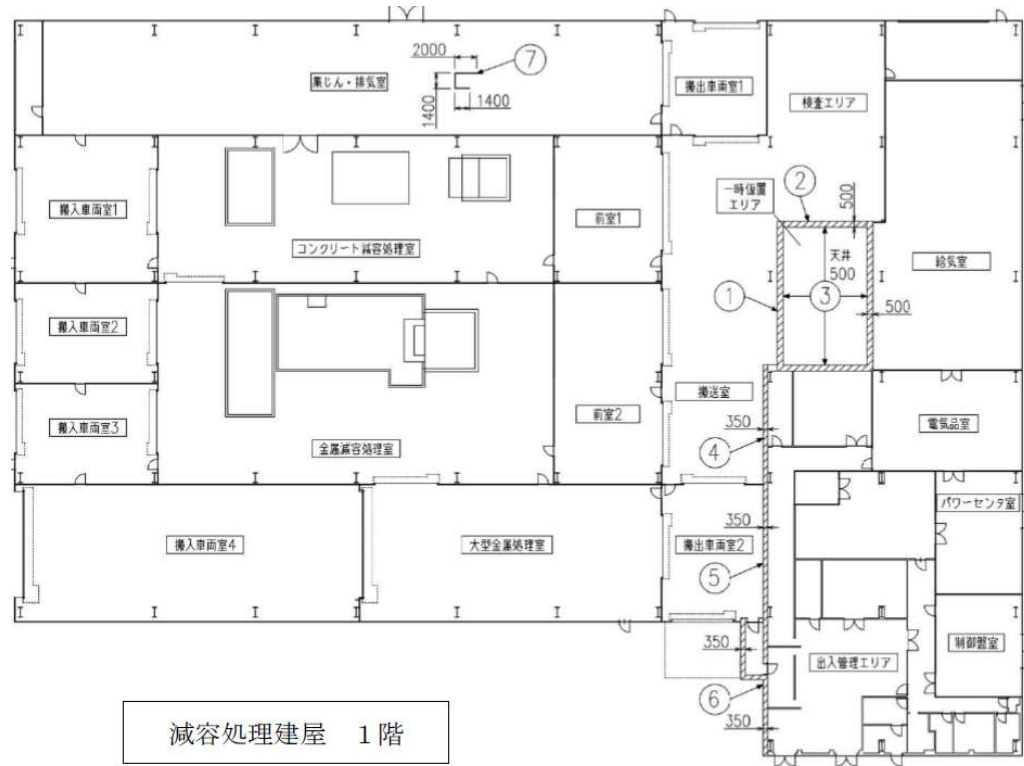 2000
⑦
集じん・排気室
1400
1400
搬出車両室1
検査エリア
搬入車両室1
前室1
一時仮置
エリア
②
500
コンクリート減容処理室
天井
500
給気室
①
③
500
搬入車両室2
搬送室
搬入車両室3
前室2
350
電気品室
金属減容処理室
④
パワーセンタ室
搬入車両室4
大型金属処理室
搬出車両室2
350
⑤
350
出入管理エリア
制御盤室
⑥
350
減容処理建屋 1階